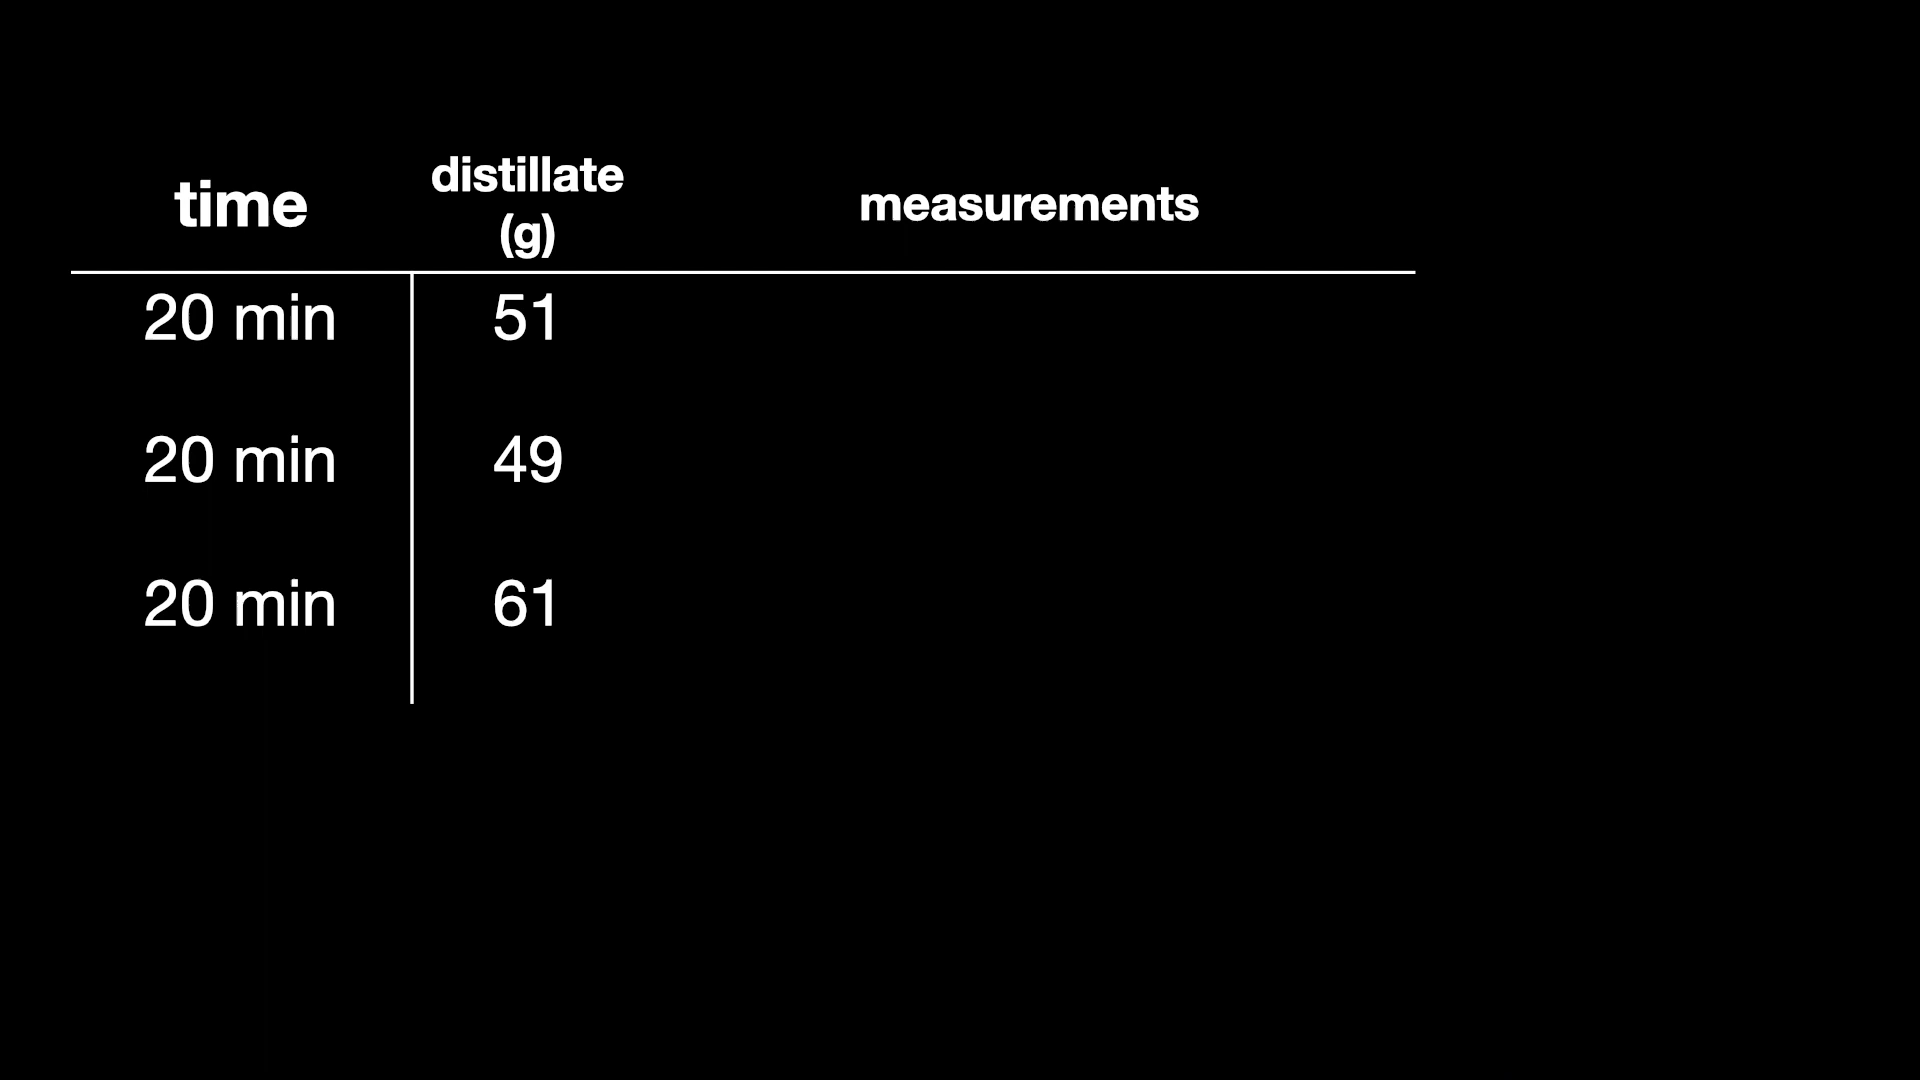 time distillate (g) measurements
20 min 51
20 min 49
20 min 61